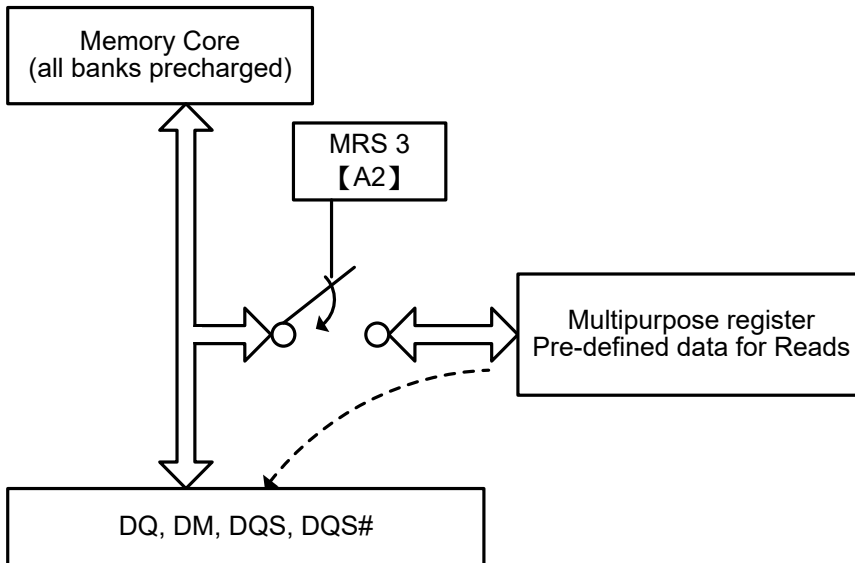 Memory Core
(all banks precharged)
MRS 3
【A2】
Multipurpose register
Pre-defined data for Reads
DQ, DM, DQS, DQS#